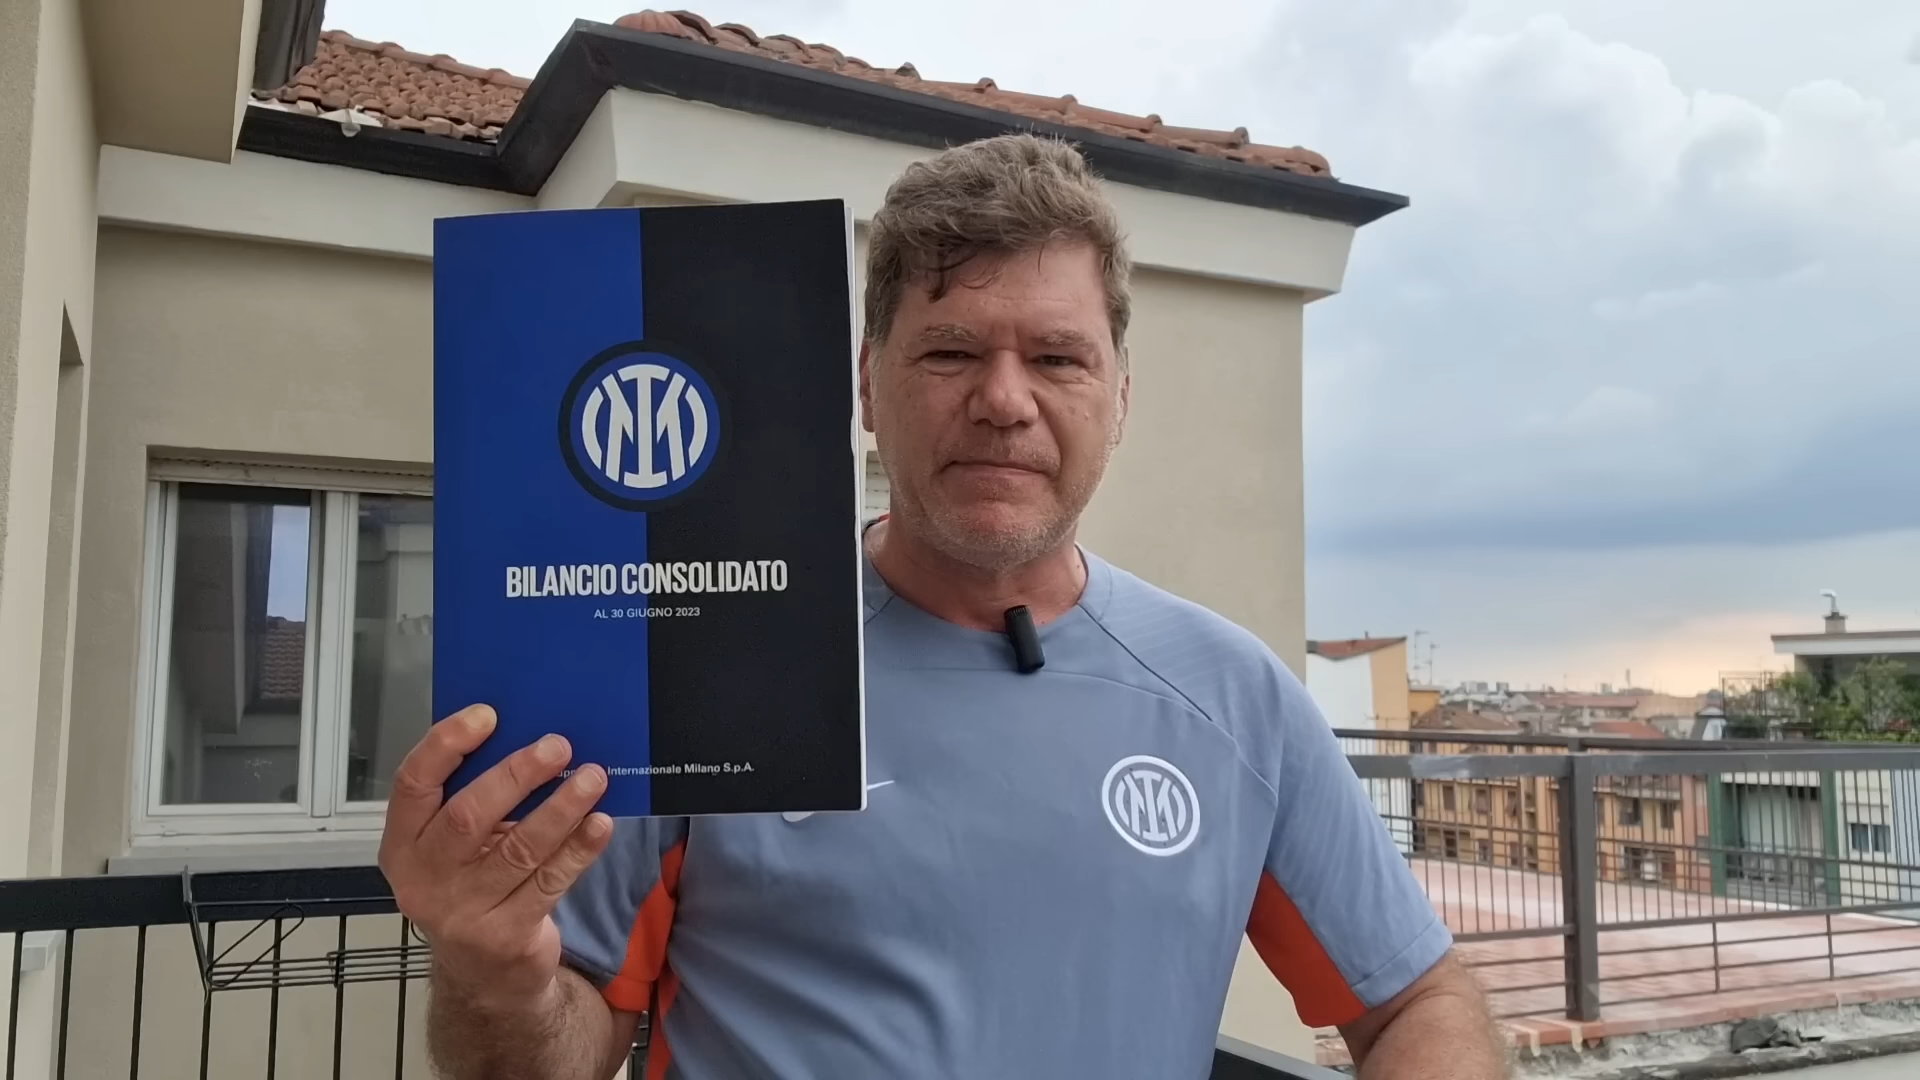 BILANCIO CONSOLIDATO
AL 30 GIUGNO 2023
Internazionale Milano S.p.A.